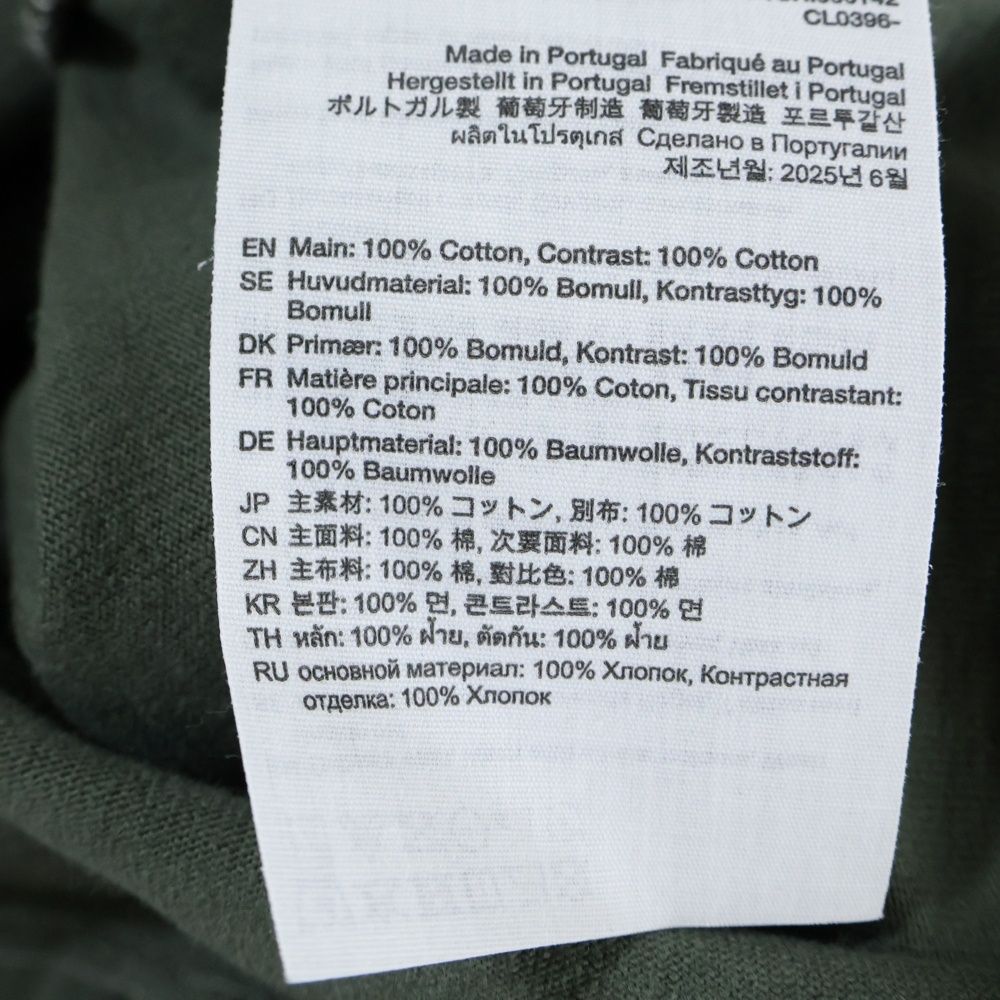 CL0396-
Made in Portugal Fabriqué au Portugal
Hergestellt in Portugal Fremstillet i Portugal
ポルトガル製 葡萄牙制造 葡萄牙製造 포르투갈산
ผลิตในโปรตุเกส Сделано в Португалии
제조년월: 2025년 6월
EN Main: 100% Cotton, Contrast: 100% Cotton
SE Huvudmaterial: 100% Bomull, Kontrasttyg: 100%
Bomull
DK Primær: 100% Bomuld, Kontrast: 100% Bomuld
FR Matière principale: 100% Coton, Tissu contrastant:
100% Coton
DE Hauptmaterial: 100% Baumwolle, Kontraststoff:
100% Baumwolle
JP 主素材: 100% コットン, 別布: 100% コットン
CN 主面料: 100% 棉, 次要面料: 100% 棉
ZH 主布料: 100% 棉, 對比色: 100% 棉
KR 본판: 100% 면, 콘트라스트: 100% 면
TH หลัก: 100% ฝ้าย, ตัดกัน: 100% ฝ้าย
RU основной материал: 100% Хлопок, Контрастная
отделка: 100% Хлопок